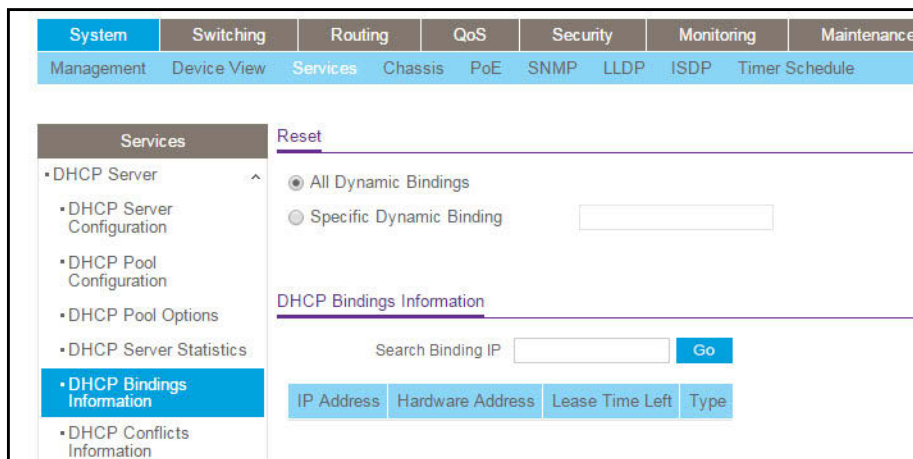 System Switching Routing QoS Security Monitoring Maintenance
Management Device View Services Chassis PoE SNMP LLDP ISDP Timer Schedule
Services
DHCP Server
DHCP Server
Configuration
DHCP Pool
Configuration
DHCP Pool Options
DHCP Server Statistics
DHCP Bindings
Information
DHCP Conflicts
Information
Reset
All Dynamic Bindings
Specific Dynamic Binding
DHCP Bindings Information
Search Binding IP Go
IP Address Hardware Address Lease Time Left Type